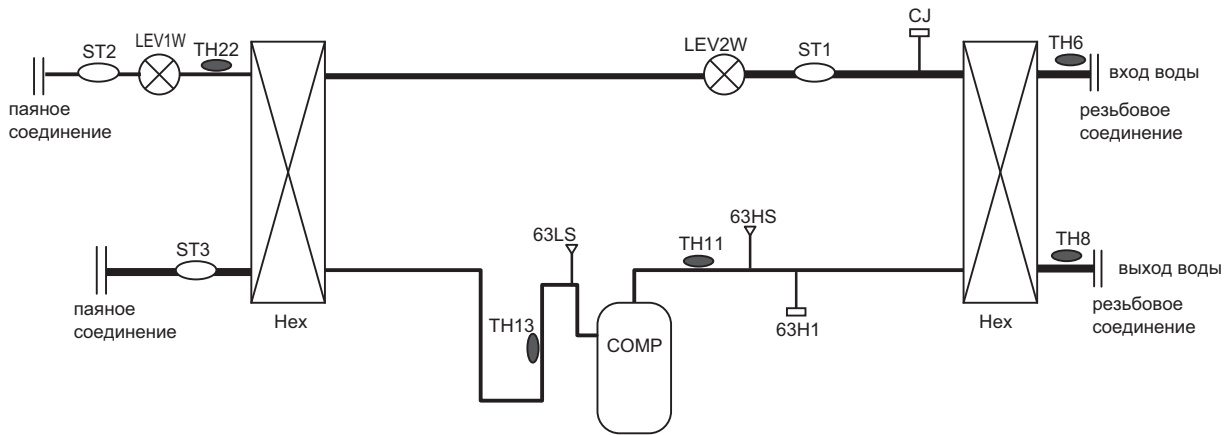 CJ
LEV1W
ST2
TH22
LEV2W
ST1
TH6
вход воды
паяное
соединение
резьбовое
соединение
63HS
63LS
TH11
TH8
ST3
выход воды
паяное
соединение
Hex
TH13
COMP
63H1
Hex
резьбовое
соединение